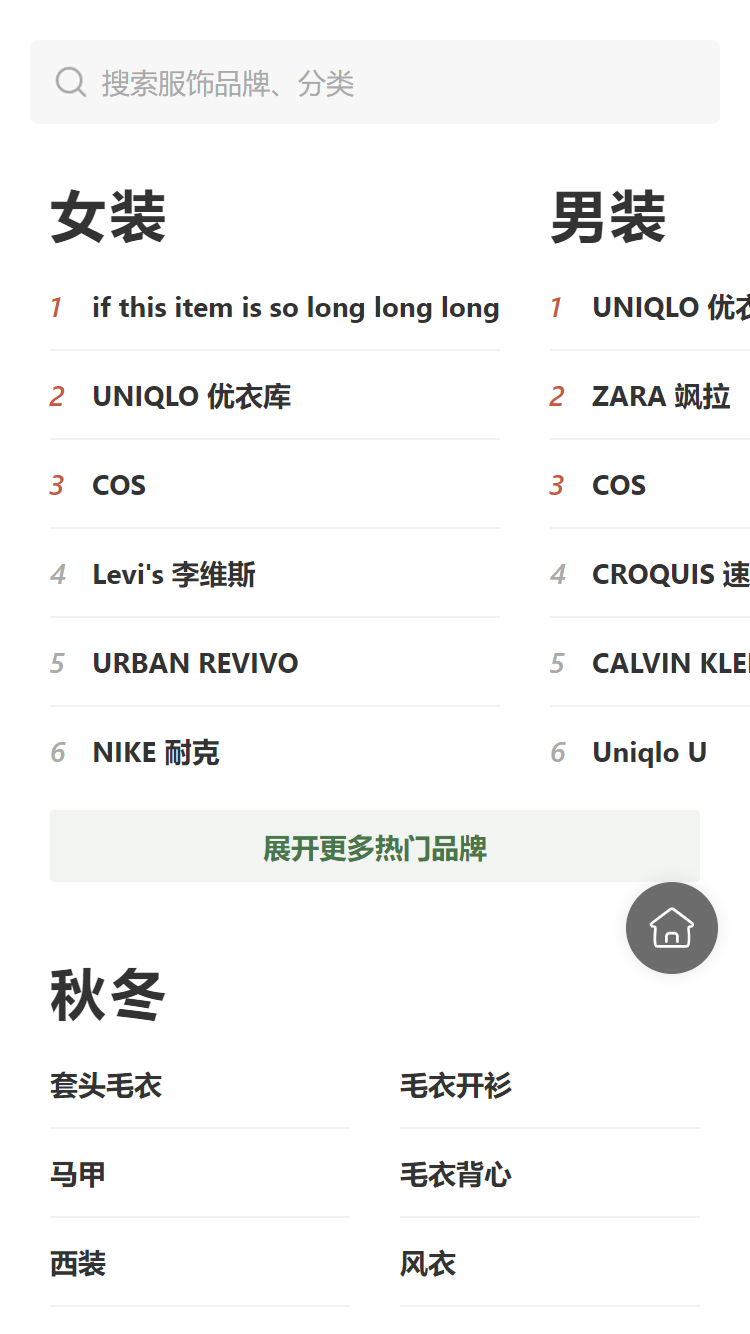 搜索服饰品牌、分类
女装
1 if this item is so long long long
2 UNIQLO 优衣库
3 COS
4 Levi's 李维斯
5 URBAN REVIVO
6 NIKE 耐克
男装
1 UNIQLO 优衣
2 ZARA 飒拉
3 COS
4 CROQUIS 速
5 CALVIN KLE
6 Uniqlo U
展开更多热门品牌
秋冬
套头毛衣
毛衣开衫
马甲
毛衣背心
西装
风衣